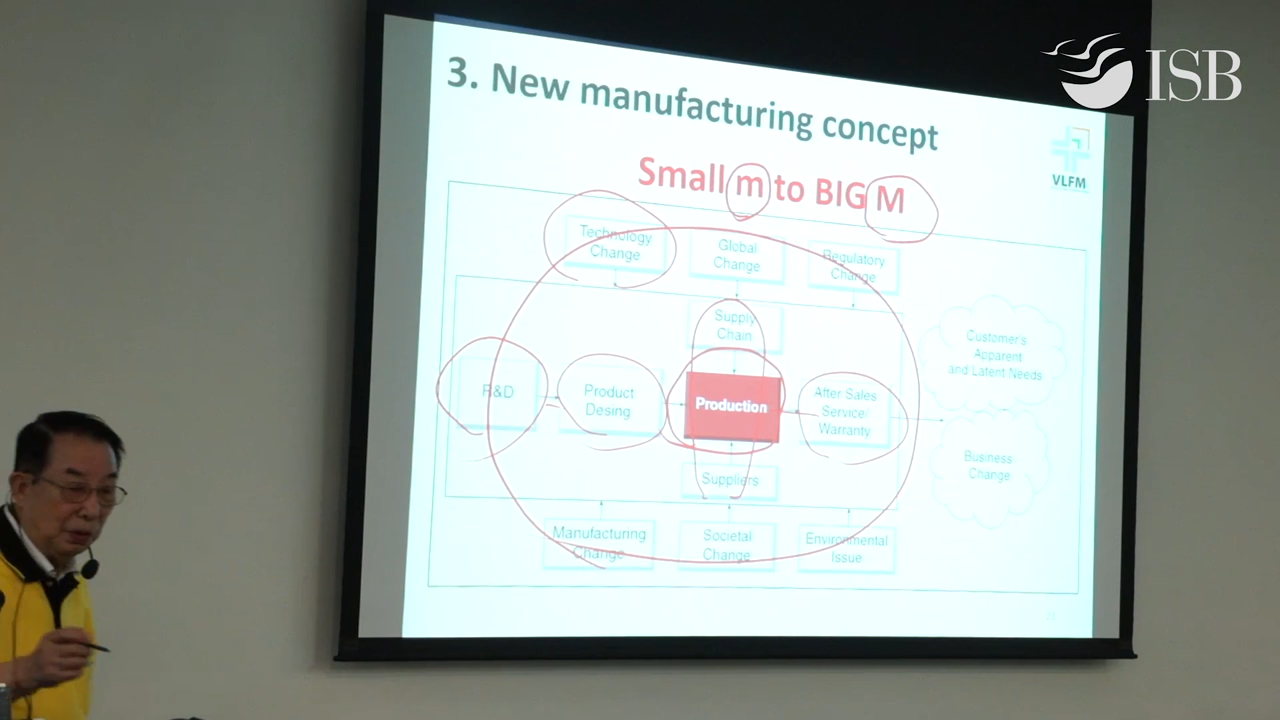 ISB
3. New manufacturing concept
VLFM
Small m to BIG M
Technology
Change
Global
Change
Regulatory
Change
Supply
Chain
Customer's
Apparent
and Latent Needs
R&D
Product
Desing
Production
After Sales
Service/
Warranty
Business
Change
Suppliers
Manufacturing
Change
Societal
Change
Environmental
Issue